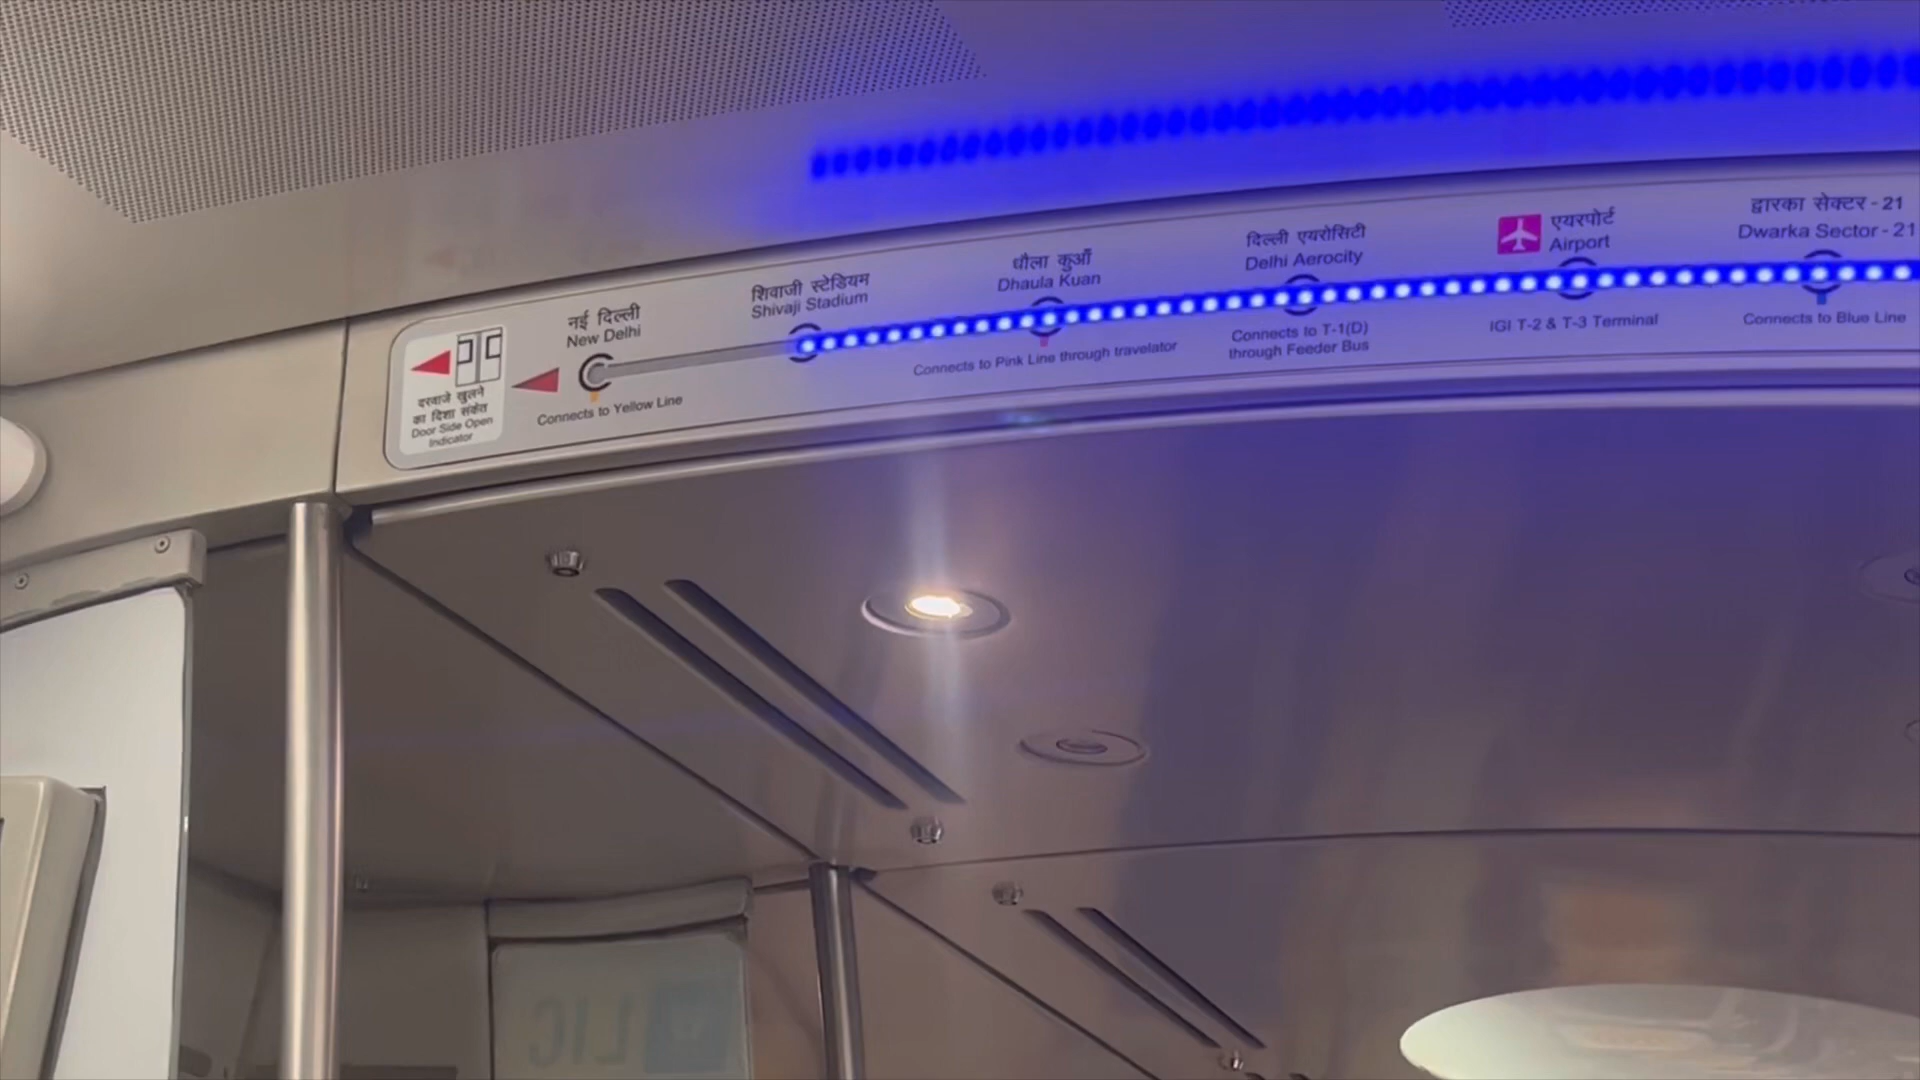 दरवाजे खुलने
का दिशा संकेत
Door Side Open
Indicator
नई दिल्ली
New Delhi
Connects to Yellow Line
शिवाजी स्टेडियम
Shivaji Stadium
धौला कुआँ
Dhaula Kuan
Connects to Pink Line through travelator
दिल्ली एयरोसिटी
Delhi Aerocity
Connects to T-1(D)
through Feeder Bus
एयरपोर्ट
Airport
IGI T-2 & T-3 Terminal
द्वारका सेक्टर - 21
Dwarka Sector - 21
Connects to Blue Line
LIC